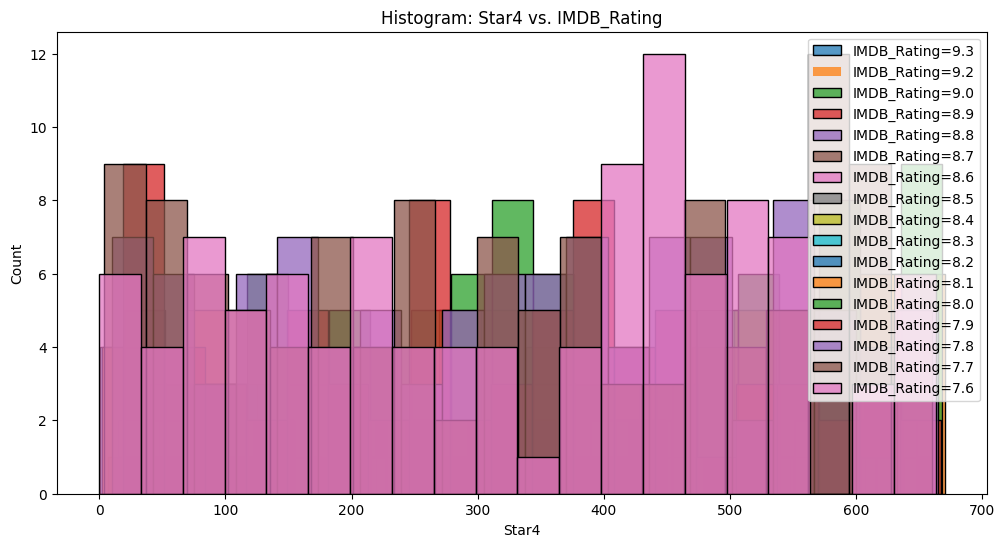 Histogram: Star4 vs. IMDB_Rating
Count
12
10
8
6
4
2
0
IMDB_Rating=9.3
IMDB_Rating=9.2
IMDB_Rating=9.0
IMDB_Rating=8.9
IMDB_Rating=8.8
IMDB_Rating=8.7
IMDB_Rating=8.6
IMDB_Rating=8.5
IMDB_Rating=8.4
IMDB_Rating=8.3
IMDB_Rating=8.2
IMDB_Rating=8.1
IMDB_Rating=8.0
IMDB_Rating=7.9
IMDB_Rating=7.8
IMDB_Rating=7.7
IMDB_Rating=7.6
0 100 200 300 400 500 600 700
Star4